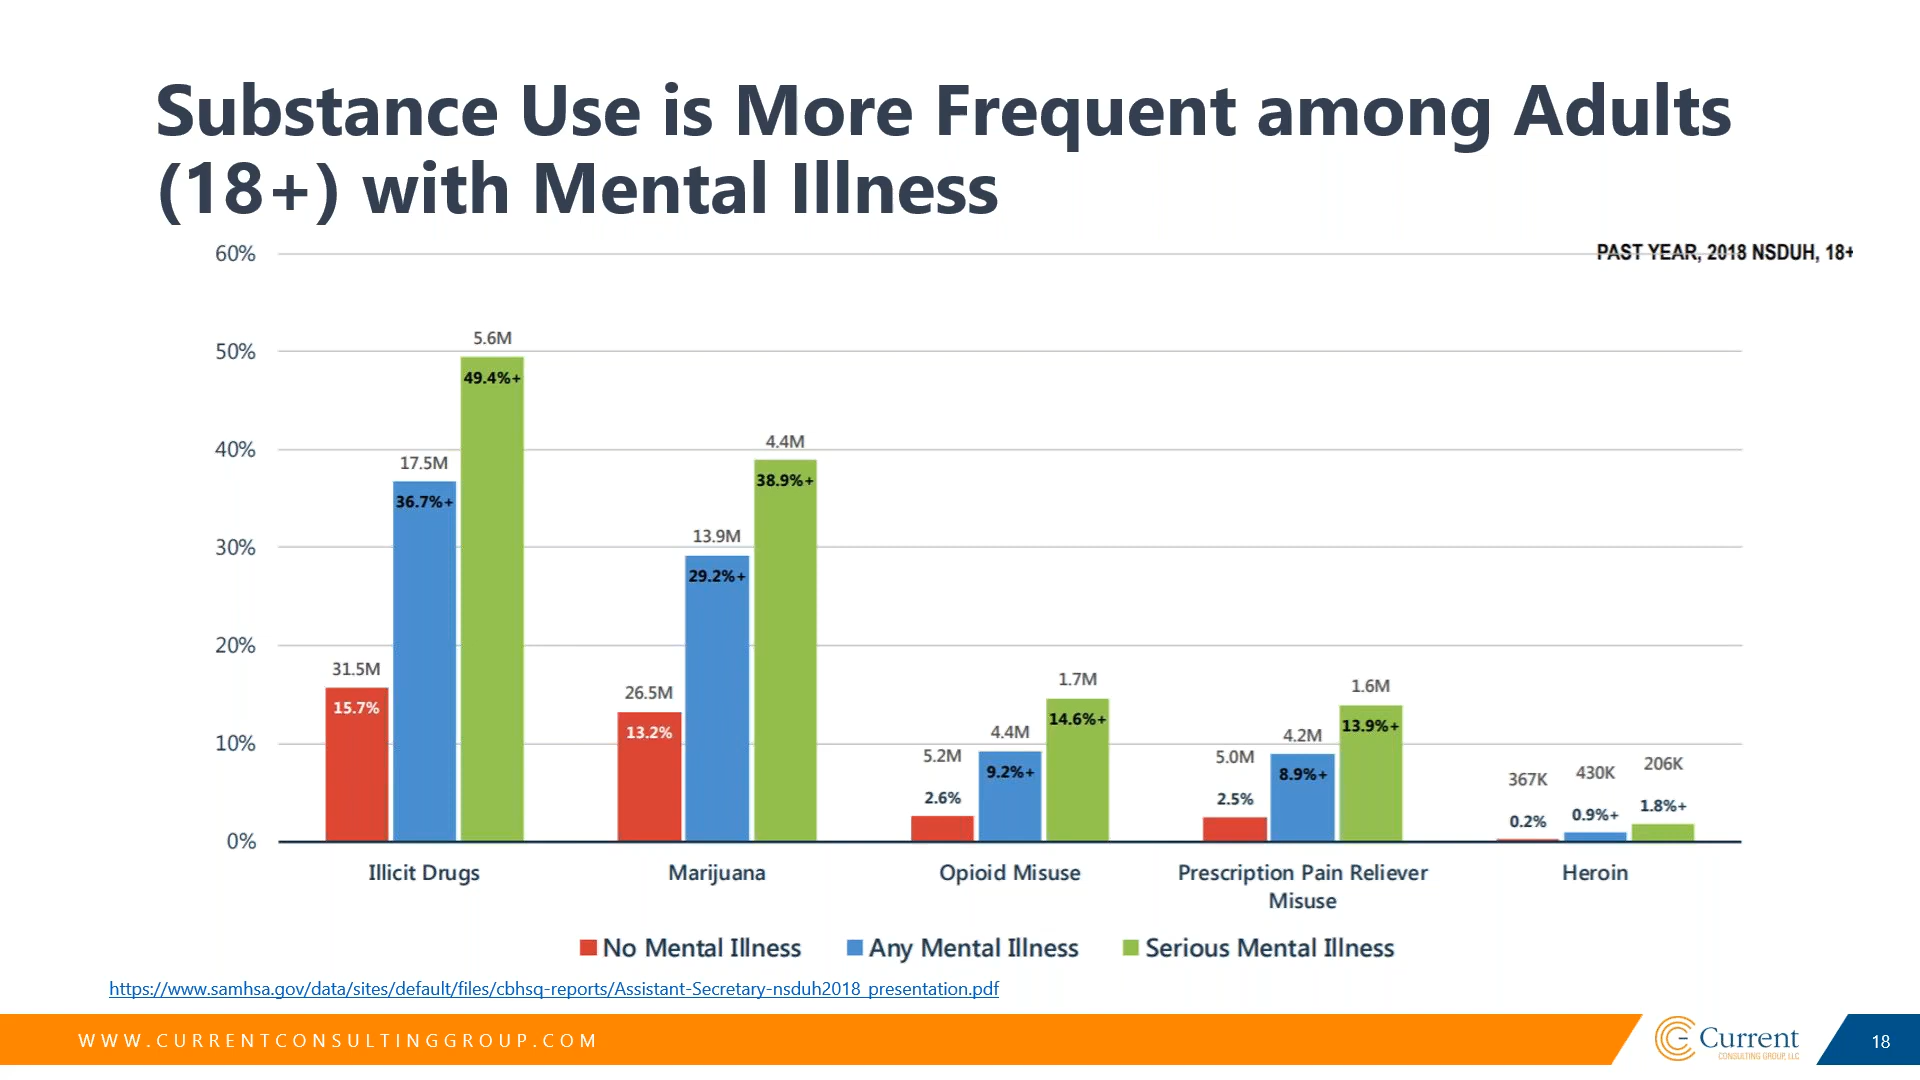 Substance Use is More Frequent among Adults
(18+) with Mental Illness
PAST YEAR, 2018 NSDUH, 18+
60%
50%
40%
30%
20%
10%
0%
31.5M
15.7%
17.5M
36.7%+
5.6M
49.4%+
26.5M
13.2%
13.9M
29.2%+
4.4M
38.9%+
5.2M
2.6%
4.4M
9.2%+
1.7M
14.6%+
5.0M
2.5%
4.2M
8.9%+
1.6M
13.9%+
367K
0.2%
430K
0.9%+
206K
1.8%+
Illicit Drugs
Marijuana
Opioid Misuse
Prescription Pain Reliever
Misuse
Heroin
No Mental Illness
Any Mental Illness
Serious Mental Illness
https://www.samhsa.gov/data/sites/default/files/cbhsq-reports/Assistant-Secretary-nsduh2018_presentation.pdf
WWW.CURRENTCONSULTINGGROUP.COM
Current
CONSULTING GROUP, LLC
18